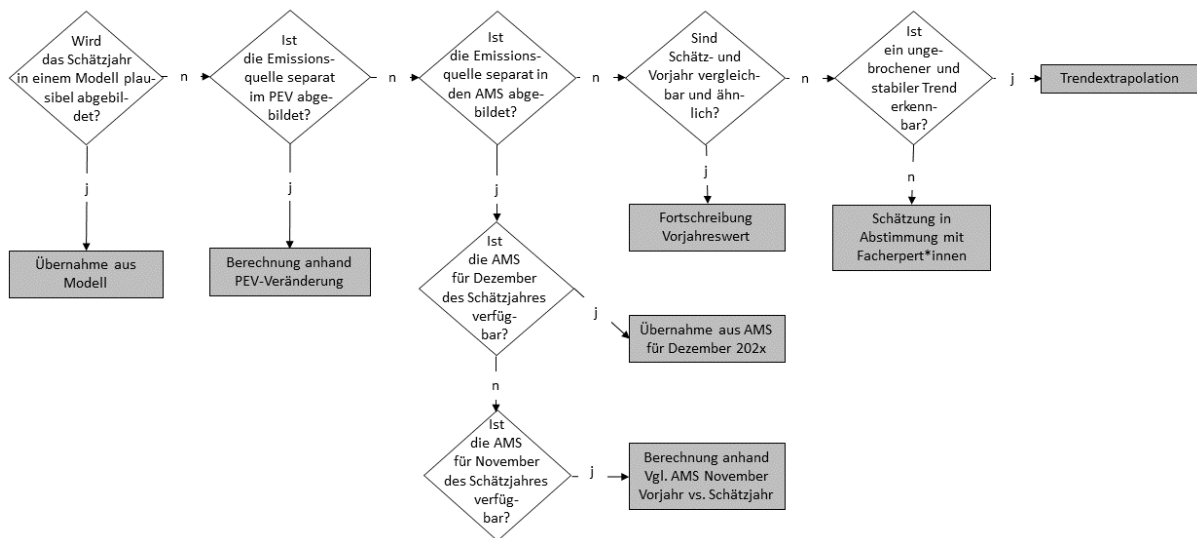 Wird
das Schätzjahr
in einem Modell plau-
sibel abgebil-
det?
n
Ist
die Emissions-
quelle separat
im PEV abge-
bildet?
n
Ist
die Emissions-
quelle separat in
den AMS abge-
bildet?
n
Sind
Schätz- und
Vorjahr vergleich-
bar und ähn-
lich?
n
Ist
ein unge-
brochener und
stabiler Trend
erkenn-
bar?
j
Trendextrapolation
j
j
j
j
n
Übernahme aus
Modell
Berechnung anhand
PEV-Veränderung
Ist
die AMS
für Dezember
des Schätzjahres
verfüg-
bar?
Fortschreibung
Vorjahreswert
Schätzung in
Abstimmung mit
Facherpert*innen
j
Übernahme aus AMS
für Dezember 202x
n
Ist
die AMS
für November
des Schätzjahres
verfüg-
bar?
j
Berechnung anhand
Vgl. AMS November
Vorjahr vs. Schätzjahr